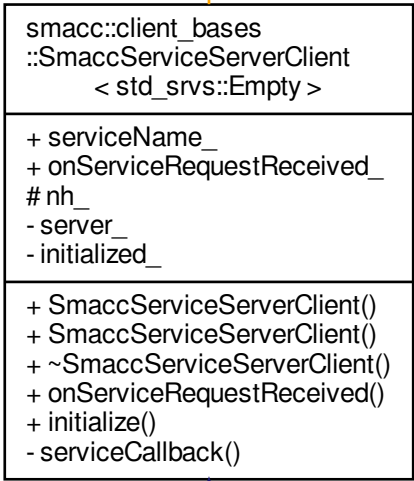 smacc::client_bases
::SmaccServiceServerClient
< std_srvs::Empty >
+ serviceName_
+ onServiceRequestReceived_
# nh_
- server_
- initialized_
+ SmaccServiceServerClient()
+ SmaccServiceServerClient()
+ ~SmaccServiceServerClient()
+ onServiceRequestReceived()
+ initialize()
- serviceCallback()